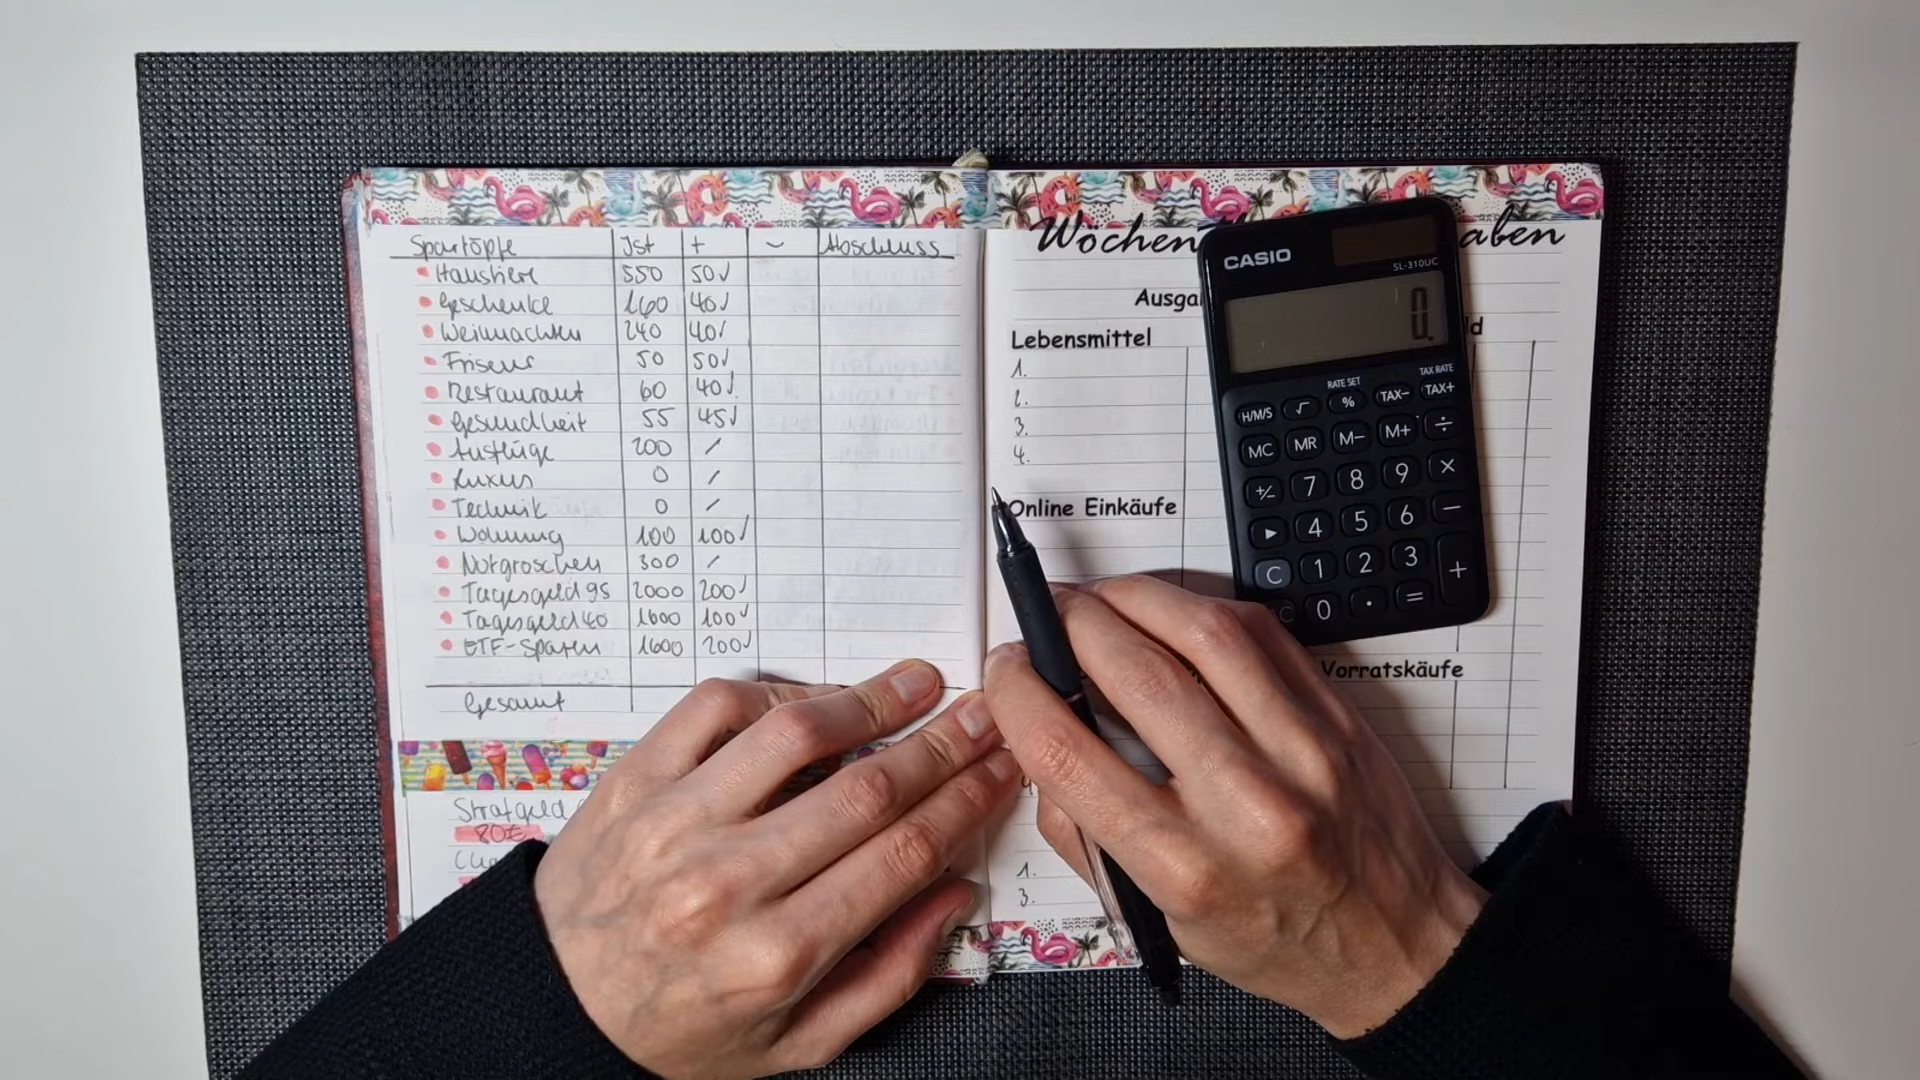 Spartöpfe Ist + - Abschluss
Haustiere 550 50✓
Geschenke 160 40✓
Weihnachten 240 40✓
Friseur 50 50✓
Restaurant 60 40✓
Gesundheit 55 45✓
Ausflüge 200 /
Luxus 0 /
Technik 0 /
Wohnung 100 100✓
Notgroschen 300 /
Tagesgeld 95 2000 200✓
Tagesgeld 40 1600 100✓
ETF-Sparen 1600 200✓
Gesamt
Strafgeld
80€
Wochen aben
Ausga
Lebensmittel ld
1.
2.
3.
4.
Online Einkäufe
Vorratskäufe
1.
3.
CASIO
SL-310UC
0.
RATE SET TAX RATE
H/M/S √ % TAX− TAX+
MC MR M− M+ ÷
+/− 7 8 9 ×
▶ 4 5 6 −
C 1 2 3 +
0 · =